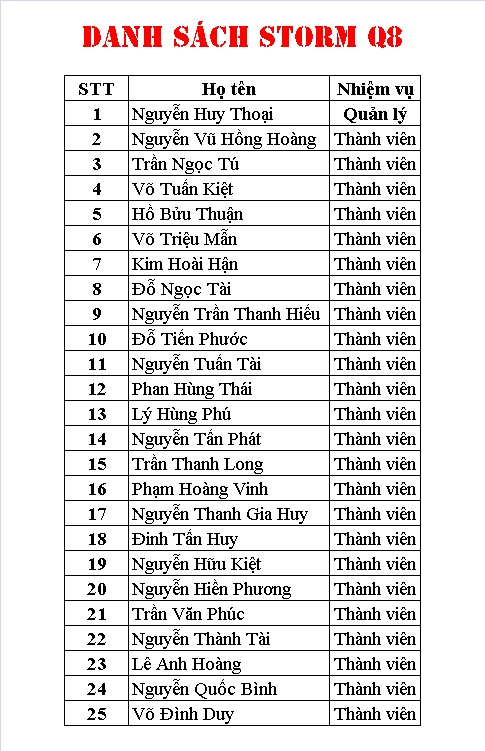 DANH SÁCH STORM Q8
STT Họ tên Nhiệm vụ
1 Nguyễn Huy Thoại Quản lý
2 Nguyễn Vũ Hồng Hoàng Thành viên
3 Trần Ngọc Tú Thành viên
4 Võ Tuấn Kiệt Thành viên
5 Hồ Bửu Thuận Thành viên
6 Võ Triệu Mẫn Thành viên
7 Kim Hoài Hận Thành viên
8 Đỗ Ngọc Tài Thành viên
9 Nguyễn Trần Thanh Hiếu Thành viên
10 Đỗ Tiến Phước Thành viên
11 Nguyễn Tuấn Tài Thành viên
12 Phan Hùng Thái Thành viên
13 Lý Hùng Phú Thành viên
14 Nguyễn Tấn Phát Thành viên
15 Trần Thanh Long Thành viên
16 Phạm Hoàng Vinh Thành viên
17 Nguyễn Thanh Gia Huy Thành viên
18 Đinh Tấn Huy Thành viên
19 Nguyễn Hữu Kiệt Thành viên
20 Nguyễn Hiền Phương Thành viên
21 Trần Văn Phúc Thành viên
22 Nguyễn Thành Tài Thành viên
23 Lê Anh Hoàng Thành viên
24 Nguyễn Quốc Bình Thành viên
25 Võ Đình Duy Thành viên